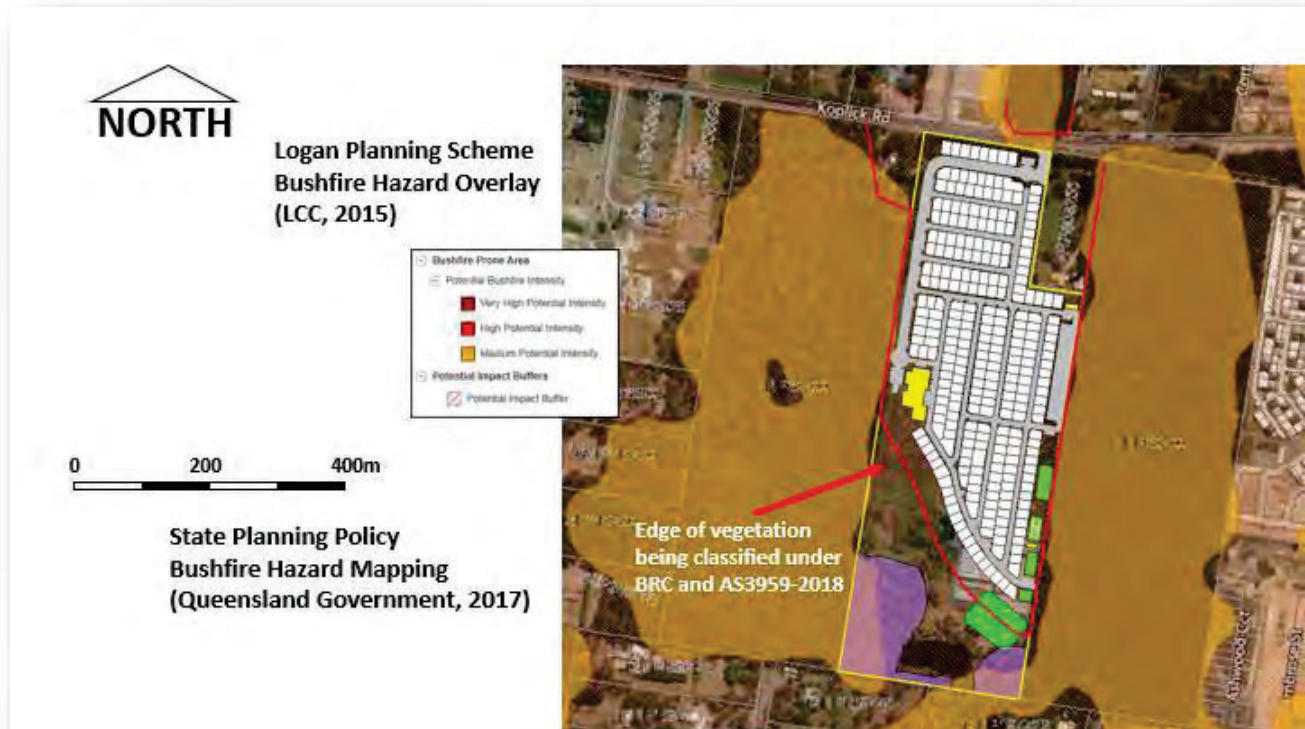 NORTH
Logan Planning Scheme
Bushfire Hazard Overlay
(LCC, 2015)
Bushfire Prone Area
Potential Bushfire Intensity
Very High Potential Intensity
High Potential Intensity
Medium Potential Intensity
Potential Impact Buffers
Potential Impact Buffer
0 200 400m
State Planning Policy
Bushfire Hazard Mapping
(Queensland Government, 2017)
Koplick Rd
Edge of vegetation
being classified under
BRC and AS3959-2018
Ashwood Cct